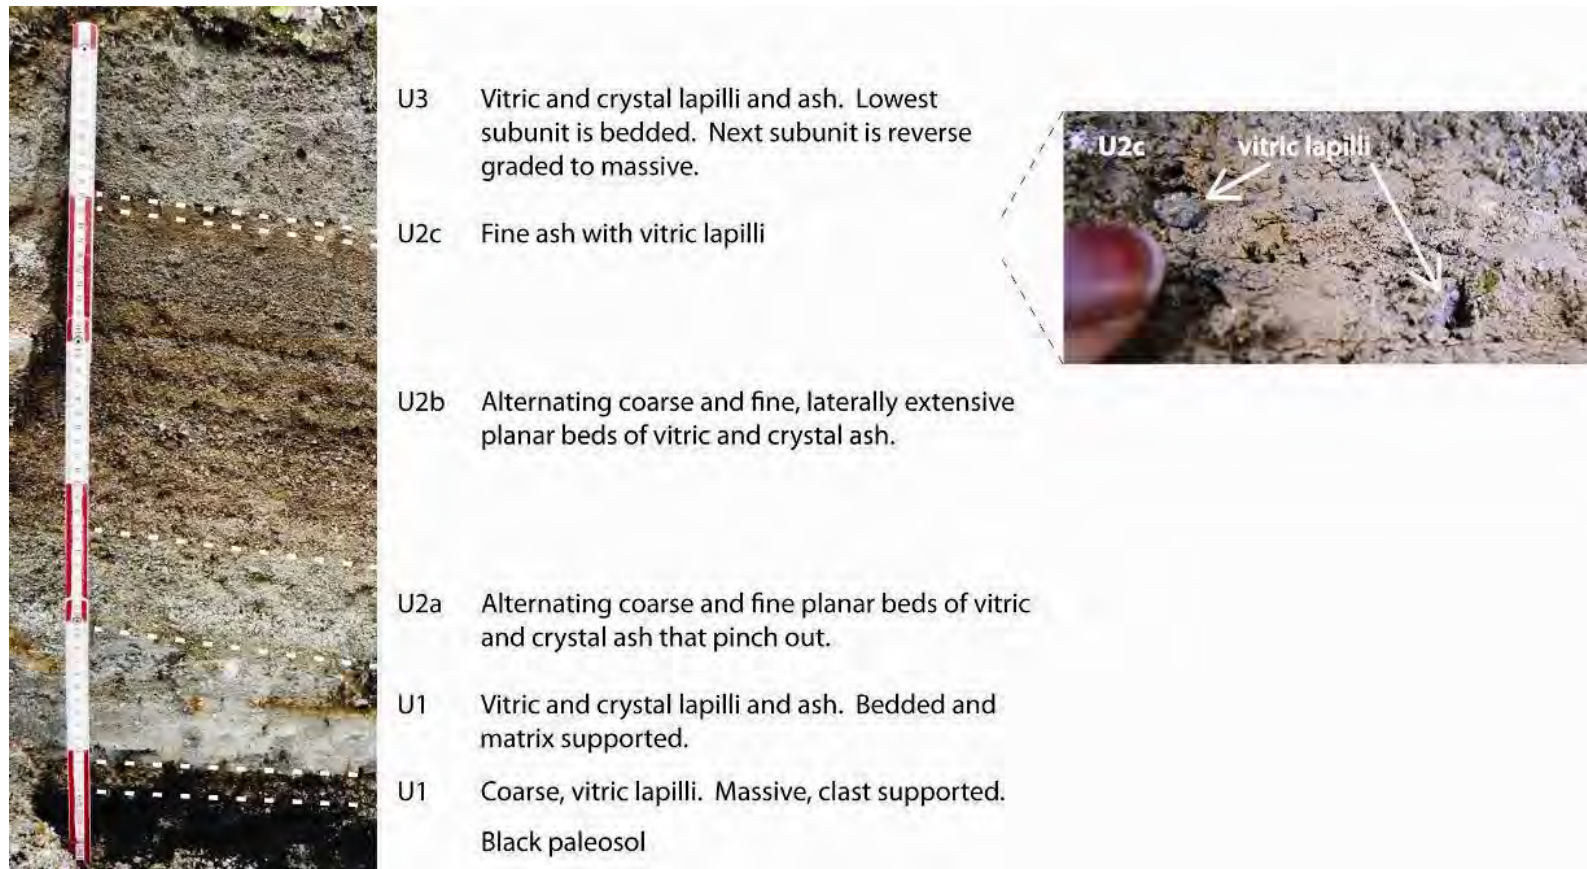 U3 Vitric and crystal lapilli and ash. Lowest
subunit is bedded. Next subunit is reverse
graded to massive.
U2c Fine ash with vitric lapilli
U2c vitric lapilli
U2b Alternating coarse and fine, laterally extensive
planar beds of vitric and crystal ash.
U2a Alternating coarse and fine planar beds of vitric
and crystal ash that pinch out.
U1 Vitric and crystal lapilli and ash. Bedded and
matrix supported.
U1 Coarse, vitric lapilli. Massive, clast supported.
Black paleosol